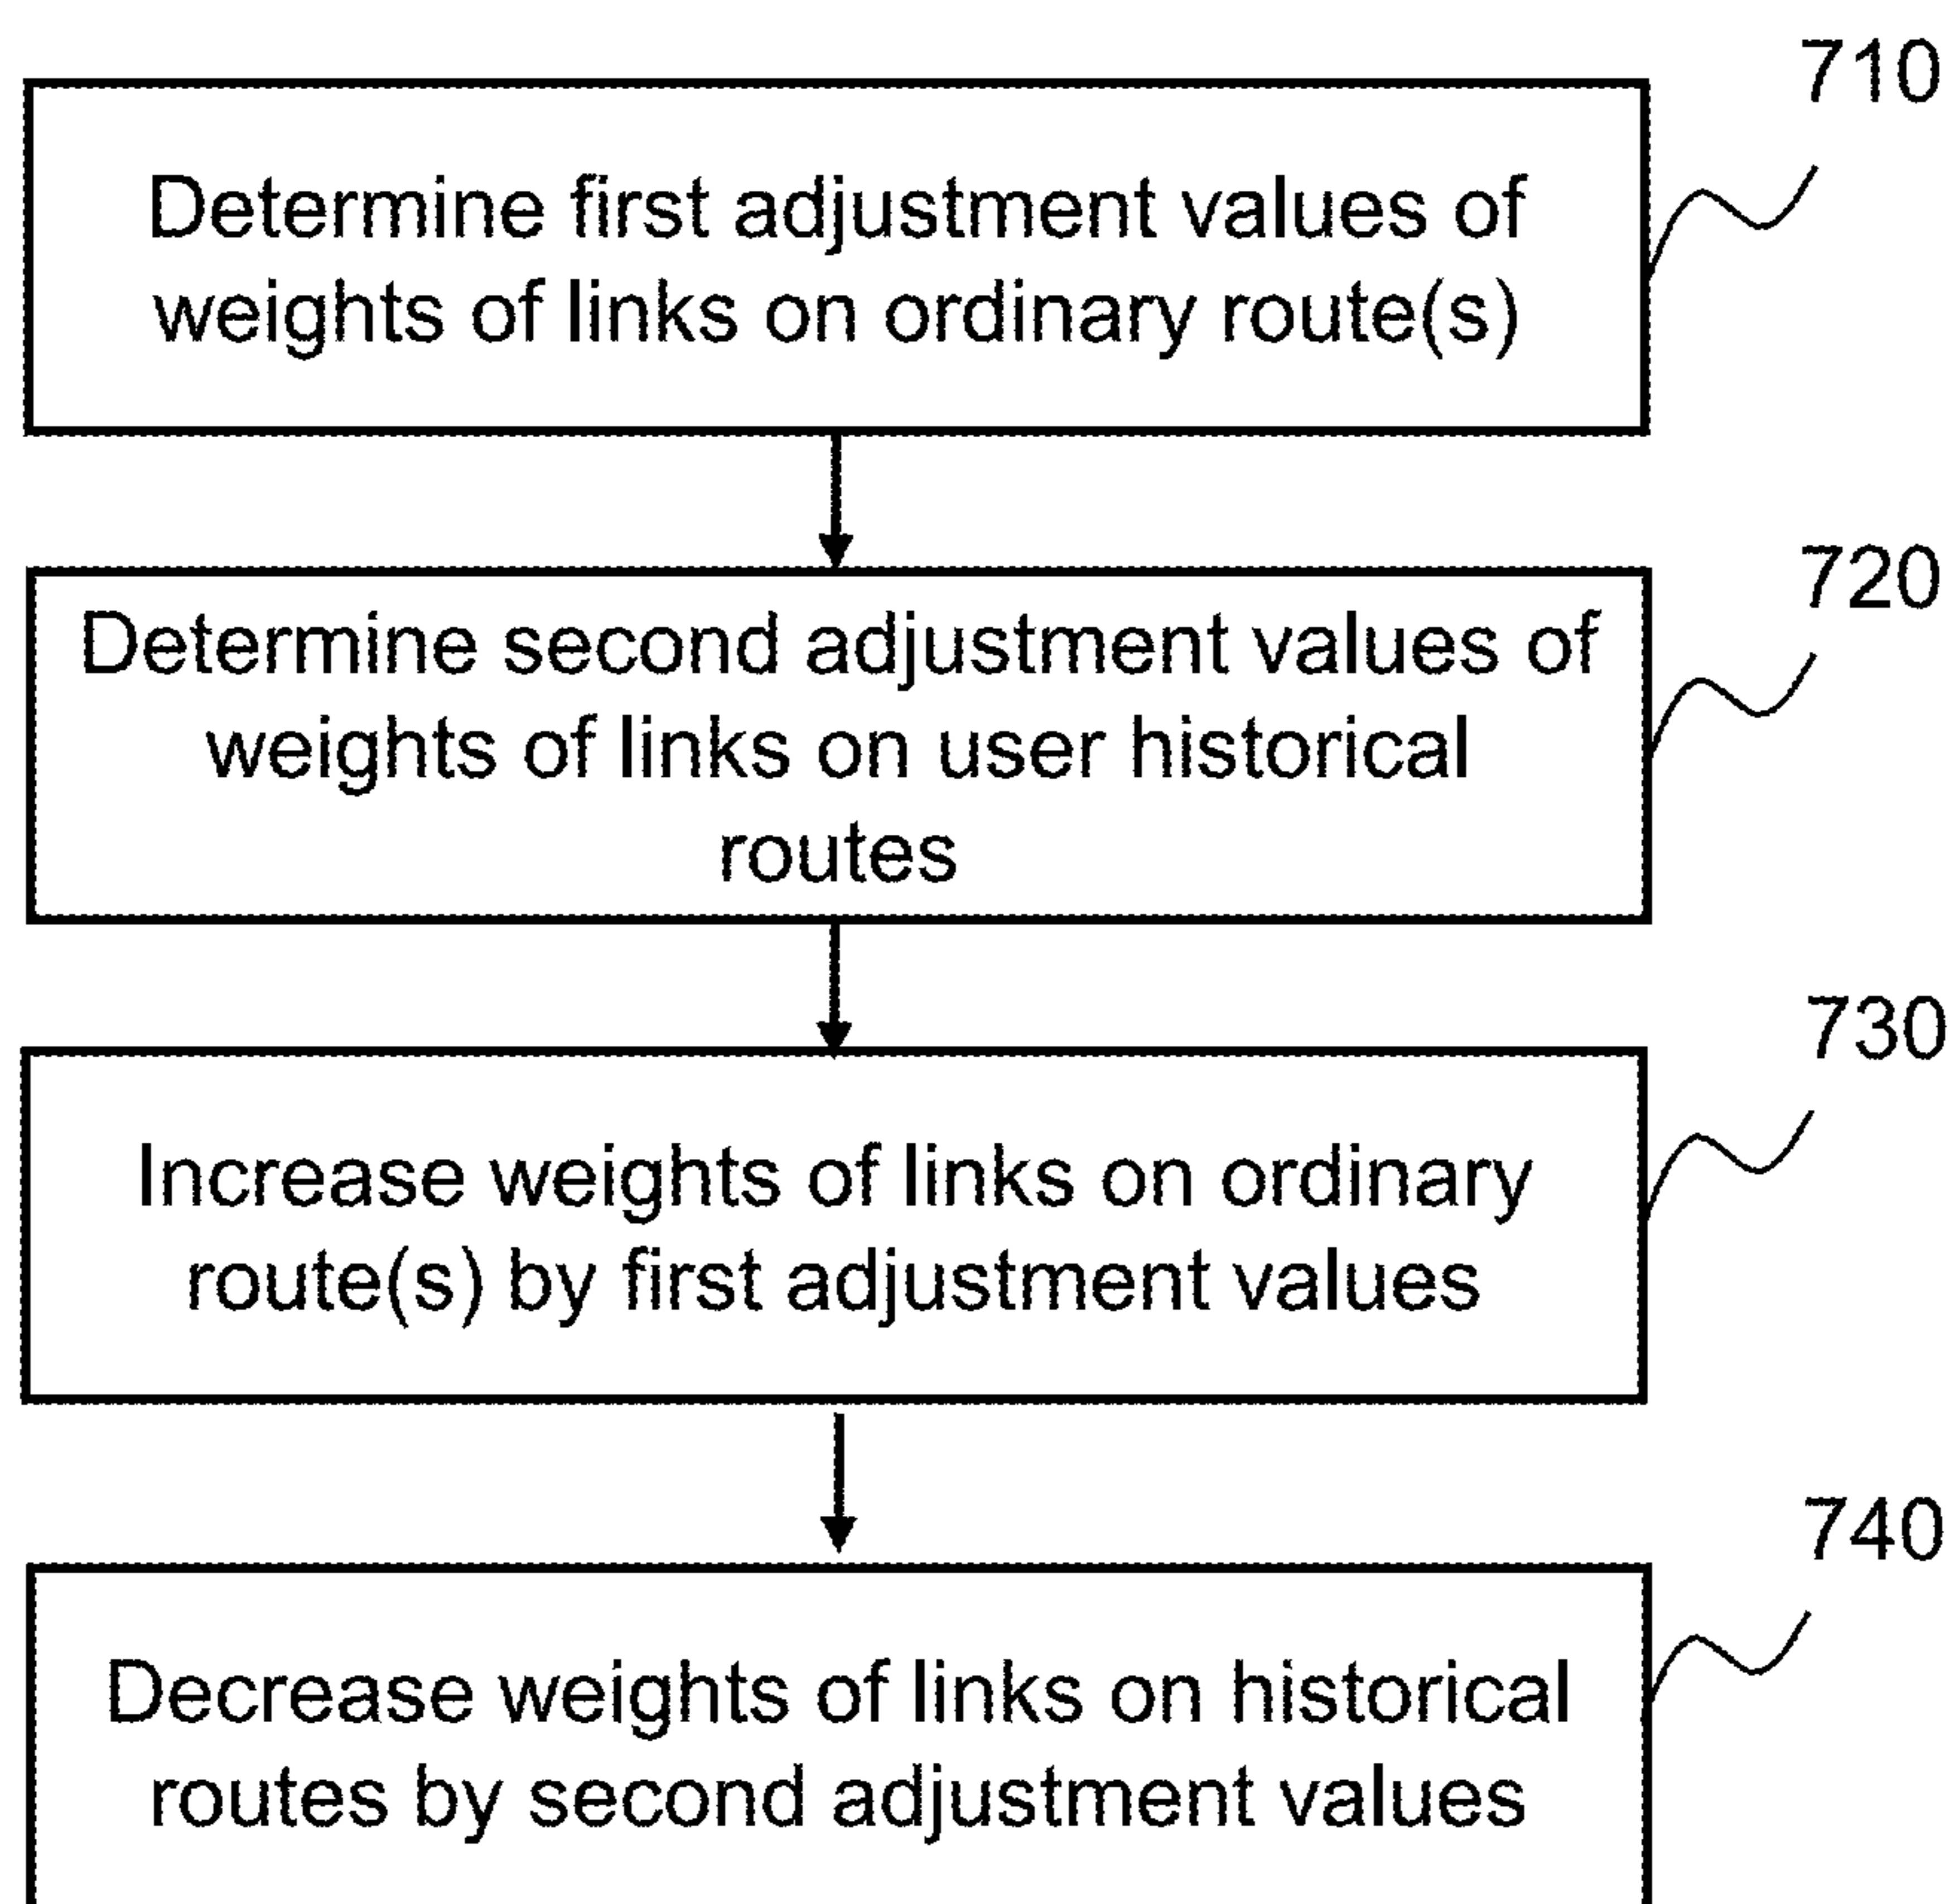 710
Determine first adjustment values of
weights of links on ordinary route(s)
720
Determine second adjustment values of
weights of links on user historical
routes
730
Increase weights of links on ordinary
route(s) by first adjustment values
740
Decrease weights of links on historical
routes by second adjustment values